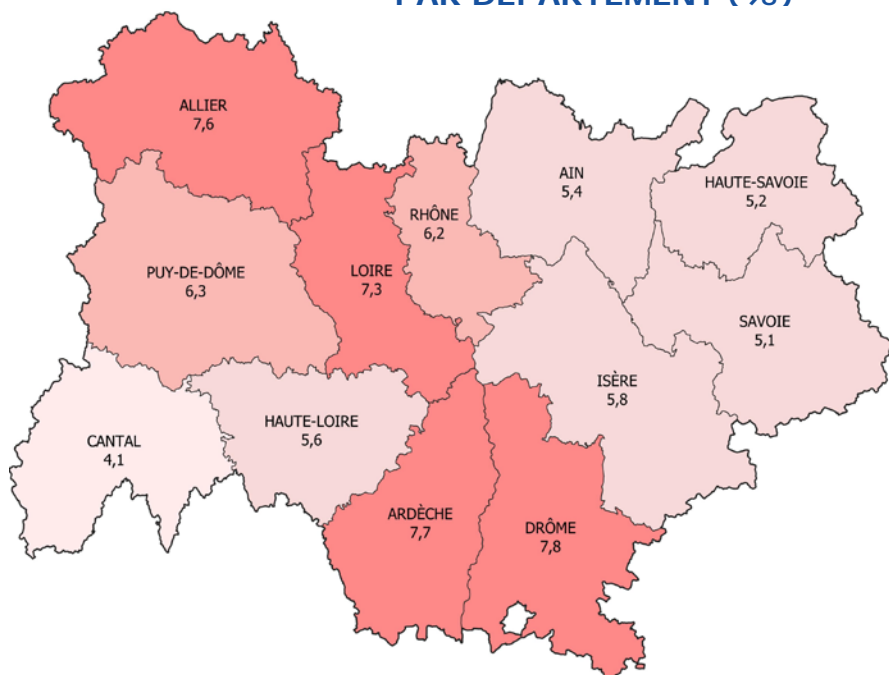 PAR DÉPARTEMENT (%)
ALLIER
7,6
AIN
5,4
HAUTE-SAVOIE
5,2
RHÔNE
6,2
PUY-DE-DÔME
6,3
LOIRE
7,3
SAVOIE
5,1
ISÈRE
5,8
HAUTE-LOIRE
5,6
CANTAL
4,1
ARDÈCHE
7,7
DRÔME
7,8